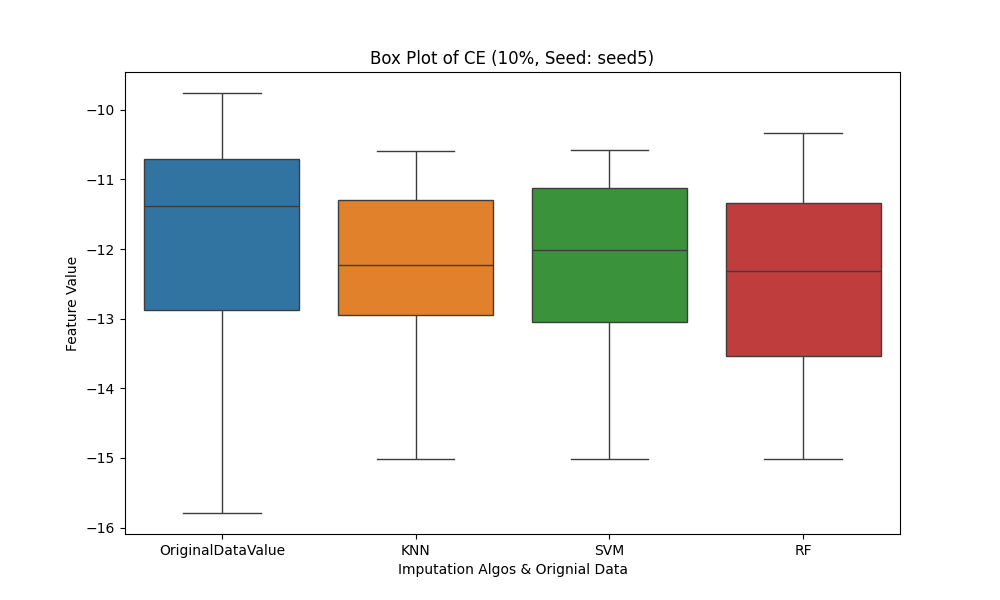 Box Plot of CE (10%, Seed: seed5)
Feature Value
−10
−11
−12
−13
−14
−15
−16
OriginalDataValue KNN SVM RF
Imputation Algos & Orignial Data